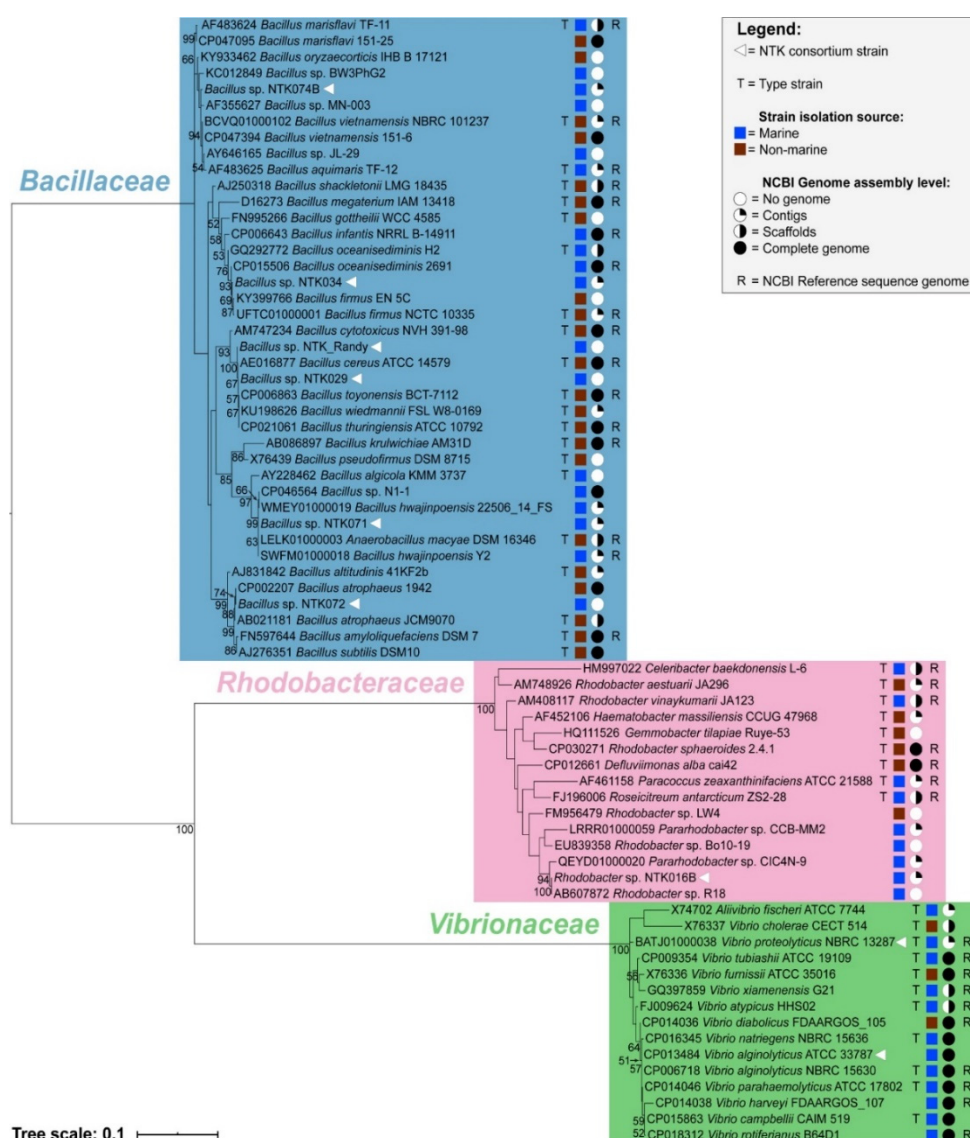 AF483624 Bacillus marisflavi TF-11 T R
99
CP047095 Bacillus marisflavi 151-25
66
KY933462 Bacillus oryzaecorticis IHB B 17121
KC012849 Bacillus sp. BW3PhG2
Bacillus sp. NTK074B
AF355627 Bacillus sp. MN-003
BCVQ01000102 Bacillus vietnamensis NBRC 101237 T R
94
CP047394 Bacillus vietnamensis 151-6
AY646165 Bacillus sp. JL-29
54
AF483625 Bacillus aquimaris TF-12 T R
Bacillaceae
AJ250318 Bacillus shackletonii LMG 18435 T R
D16273 Bacillus megaterium IAM 13418 T R
52
FN995266 Bacillus gottheilii WCC 4585 T
58
CP006643 Bacillus infantis NRRL B-14911 R
53
GQ292772 Bacillus oceanisediminis H2 T
76
CP015506 Bacillus oceanisediminis 2691 R
93
Bacillus sp. NTK034
69
KY399766 Bacillus firmus EN 5C
87
UFTC01000001 Bacillus firmus NCTC 10335 T R
AM747234 Bacillus cytotoxicus NVH 391-98 T R
93
Bacillus sp. NTK_Randy
100
AE016877 Bacillus cereus ATCC 14579 T R
67
Bacillus sp. NTK029
57
CP006863 Bacillus toyonensis BCT-7112 T R
67
KU198626 Bacillus wiedmannii FSL W8-0169 T
CP021061 Bacillus thuringiensis ATCC 10792 T R
AB086897 Bacillus krulwichiae AM31D T R
86
X76439 Bacillus pseudofirmus DSM 8715 T
85
AY228462 Bacillus algicola KMM 3737 T
66
CP046564 Bacillus sp. N1-1
97
WMEY01000019 Bacillus hwajinpoensis 22506_14_FS
99
Bacillus sp. NTK071
63
LELK01000003 Anaerobacillus macyae DSM 16346 T R
SWFM01000018 Bacillus hwajinpoensis Y2 R
AJ831842 Bacillus altitudinis 41KF2b T
74
CP002207 Bacillus atrophaeus 1942
99
Bacillus sp. NTK072
88
AB021181 Bacillus atrophaeus JCM9070 T
99
FN597644 Bacillus amyloliquefaciens DSM 7 T R
86
AJ276351 Bacillus subtilis DSM10 T
Rhodobacteraceae
HM997022 Celeribacter baekdonensis L-6 T R
AM748926 Rhodobacter aestuarii JA296 T R
100
AM408117 Rhodobacter vinaykumarii JA123 T R
AF452106 Haematobacter massiliensis CCUG 47968 T
HQ111526 Gemmobacter tilapiae Ruye-53 T
CP030271 Rhodobacter sphaeroides 2.4.1 T R
CP012661 Defluviimonas alba cai42 T R
AF461158 Paracoccus zeaxanthinifaciens ATCC 21588 T R
FJ196006 Roseicitreum antarcticum ZS2-28 T R
FM956479 Rhodobacter sp. LW4
LRRR01000059 Pararhodobacter sp. CCB-MM2
100
EU839358 Rhodobacter sp. Bo10-19
QEYD01000020 Pararhodobacter sp. CIC4N-9
94
Rhodobacter sp. NTK016B
100
AB607872 Rhodobacter sp. R18
Vibrionaceae
X74702 Aliivibrio fischeri ATCC 7744 T
X76337 Vibrio cholerae CECT 514 T
100
BATJ01000038 Vibrio proteolyticus NBRC 13287 T R
CP009354 Vibrio tubiashii ATCC 19109 T R
X76336 Vibrio furnissii ATCC 35016 T R
GQ397859 Vibrio xiamenensis G21 T R
FJ009624 Vibrio atypicus HHS02 T R
CP014036 Vibrio diabolicus FDAARGOS_105 R
CP016345 Vibrio natriegens NBRC 15636 T
64
CP013484 Vibrio alginolyticus ATCC 33787
51
57
CP006718 Vibrio alginolyticus NBRC 15630 T R
CP014046 Vibrio parahaemolyticus ATCC 17802 T R
CP014038 Vibrio harveyi FDAARGOS_107 R
59
CP015863 Vibrio campbellii CAIM 519 T R
52
CP018312 Vibrio rotiferianus B64D1 R
Tree scale: 0.1
Legend:
= NTK consortium strain
T = Type strain
Strain isolation source:
= Marine
= Non-marine
NCBI Genome assembly level:
= No genome
= Contigs
= Scaffolds
= Complete genome
R = NCBI Reference sequence genome